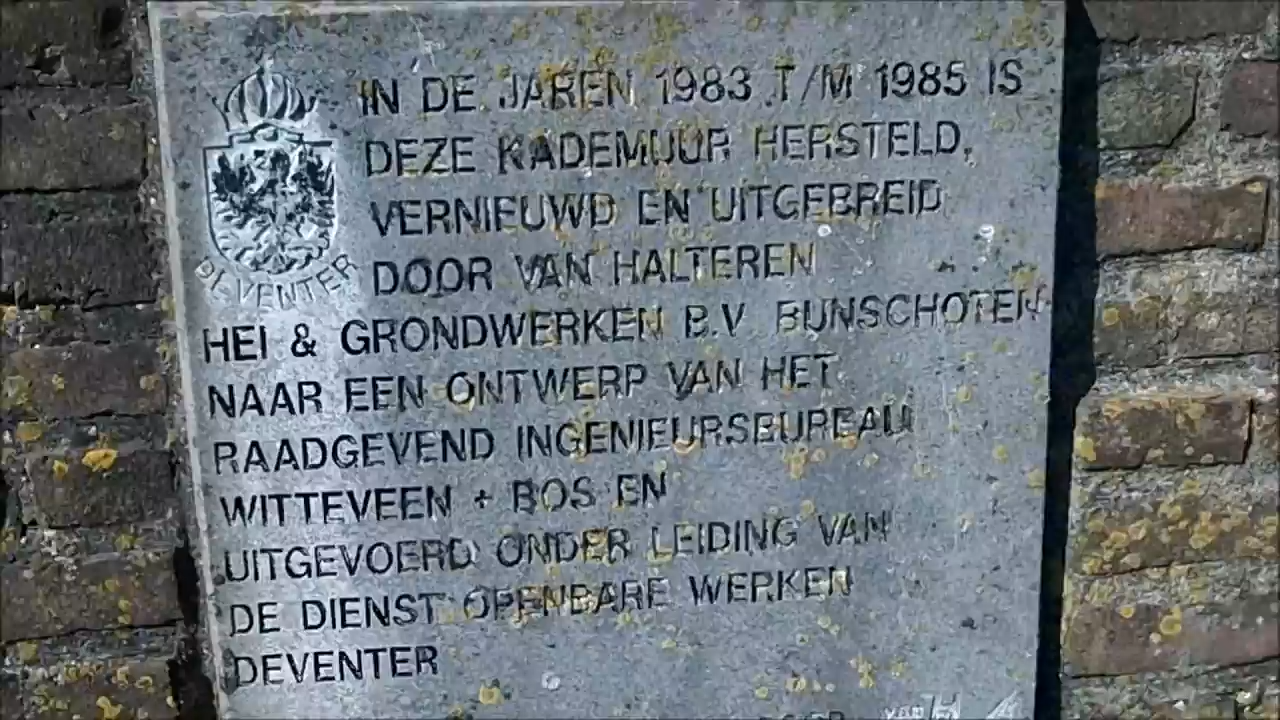 IN DE JAREN 1983 T/M 1985 IS
DEZE KADEMUUR HERSTELD,
VERNIEUWD EN UITGEBREID
DOOR VAN HALTEREN
DEVENTER
HEI & GRONDWERKEN B.V. BUNSCHOTEN
NAAR EEN ONTWERP VAN HET
RAADGEVEND INGENIEURSBUREAU
WITTEVEEN + BOS EN
UITGEVOERD ONDER LEIDING VAN
DE DIENST OPENBARE WERKEN
DEVENTER